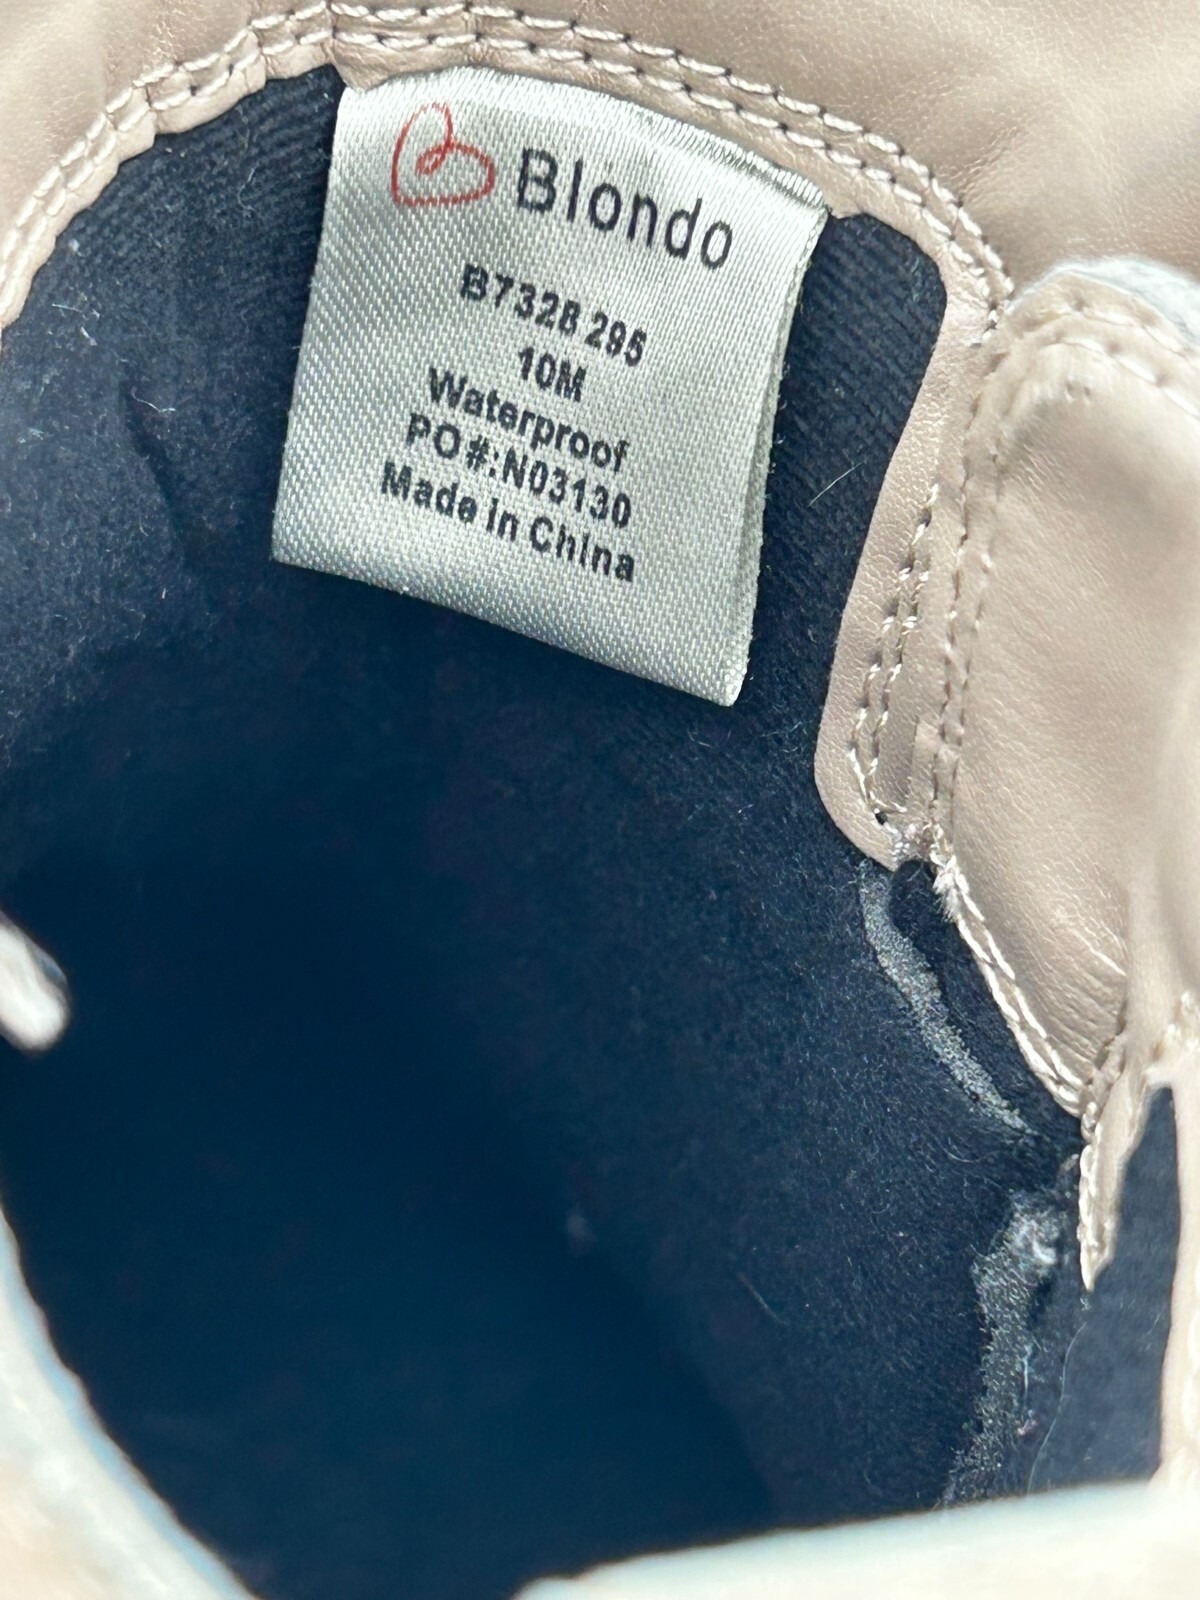 Blondo
B7328 295
10M
Waterproof
PO#:N03130
Made in China